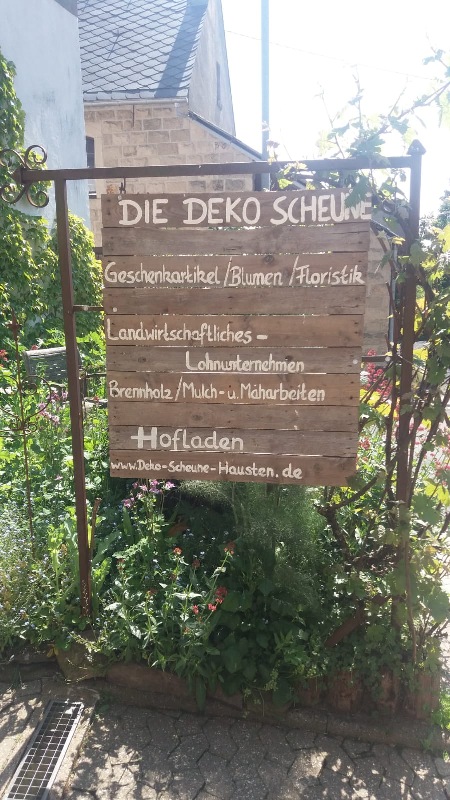 DIE DEKO SCHEUNE
Geschenkartikel/Blumen/Floristik
Landwirtschaftliches-
Lohnunternehmen
Brennholz/Mulch- u. Mäharbeiten
Hofladen
www.Deko-Scheune-Hausten.de